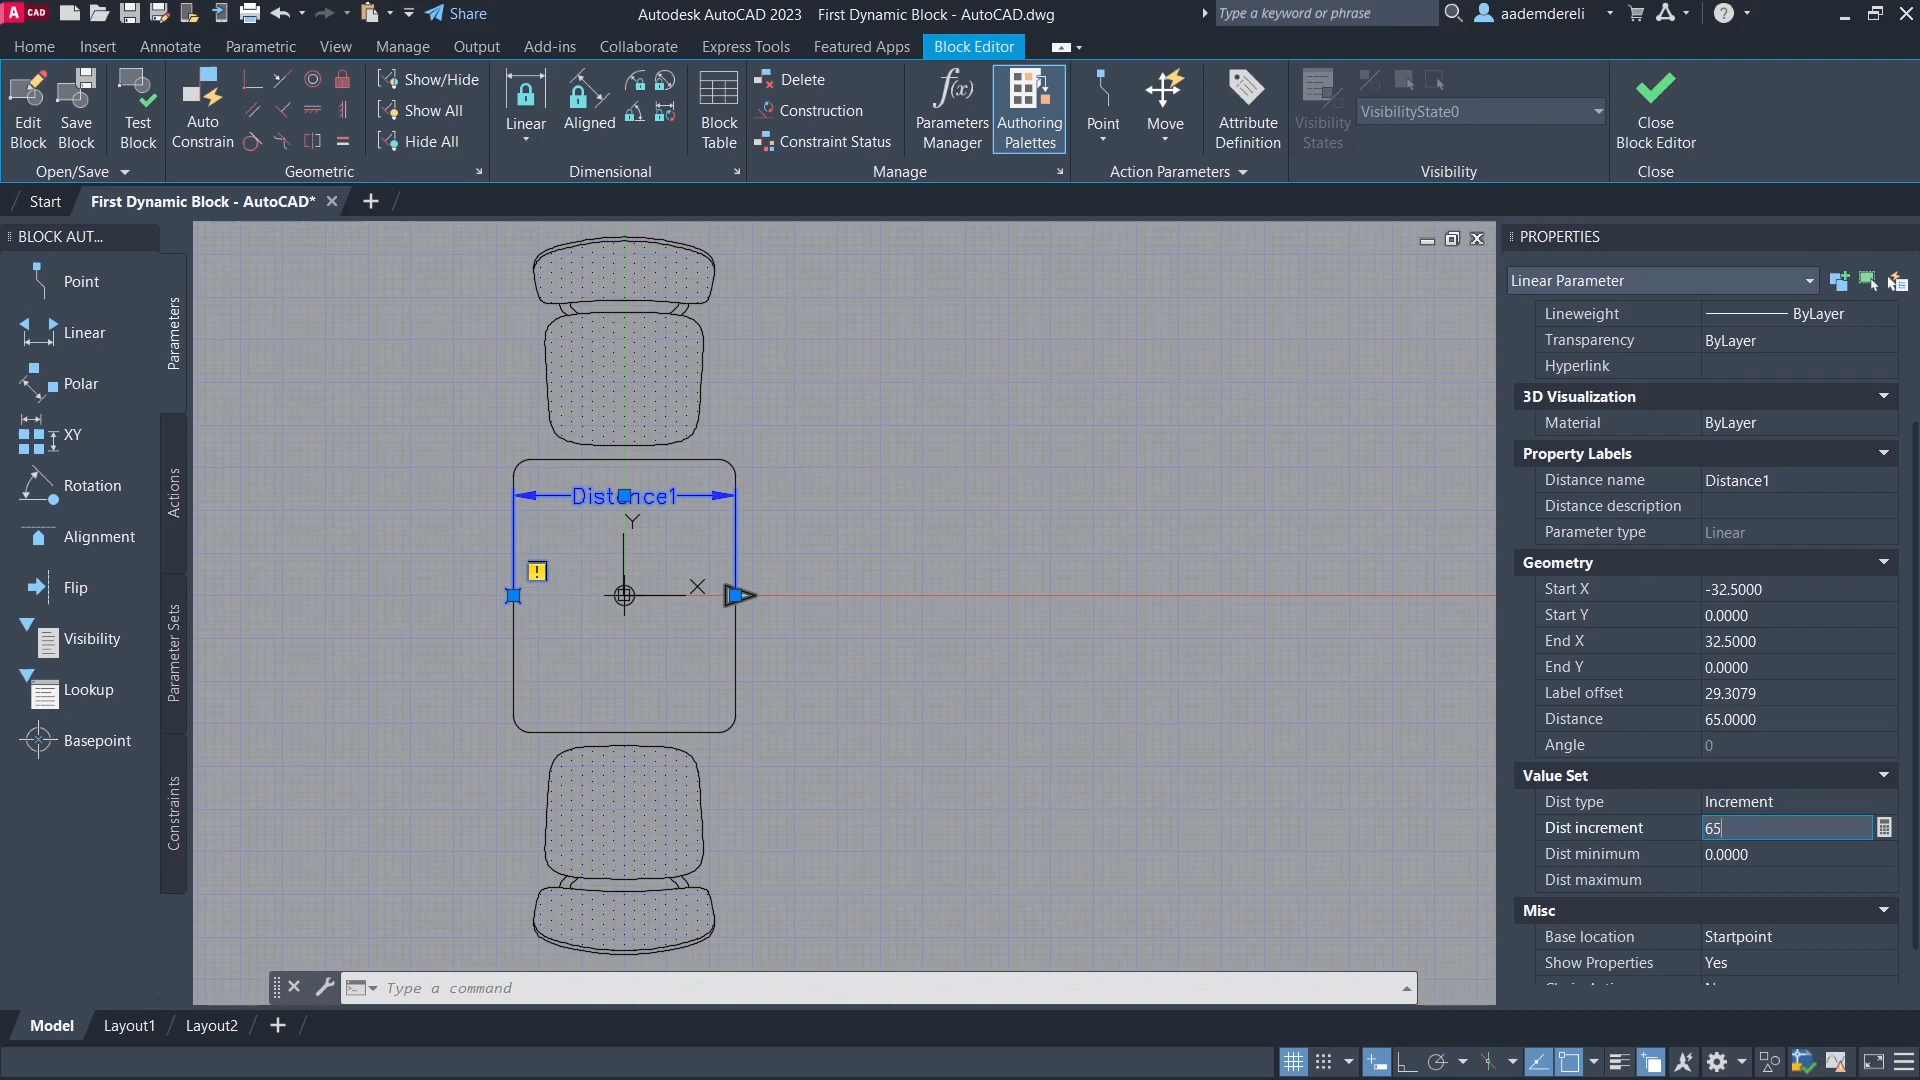 A CAD
Share
Autodesk AutoCAD 2023 First Dynamic Block - AutoCAD.dwg
Type a keyword or phrase
aademdereli
Home Insert Annotate Parametric View Manage Output Add-ins Collaborate Express Tools Featured Apps Block Editor
Edit Block
Save Block
Test Block
Auto Constrain
Show/Hide
Show All
Hide All
Linear
Aligned
Block Table
Delete
Construction
Constraint Status
f(x)
Parameters Manager
Authoring Palettes
Point
Move
Attribute Definition
Visibility States
VisibilityState0
Close Block Editor
Open/Save Geometric Dimensional Manage Action Parameters Visibility Close
Start First Dynamic Block - AutoCAD*
BLOCK AUT...
Point
Linear
Polar
XY
Rotation
Alignment
Flip
Visibility
Lookup
Basepoint
Parameters
Actions
Parameter Sets
Constraints
Distance1
Y
X
!
Type a command
PROPERTIES
Linear Parameter
Lineweight ByLayer
Transparency ByLayer
Hyperlink
3D Visualization
Material ByLayer
Property Labels
Distance name Distance1
Distance description
Parameter type Linear
Geometry
Start X -32.5000
Start Y 0.0000
End X 32.5000
End Y 0.0000
Label offset 29.3079
Distance 65.0000
Angle 0
Value Set
Dist type Increment
Dist increment 65
Dist minimum 0.0000
Dist maximum
Misc
Base location Startpoint
Show Properties Yes
Model Layout1 Layout2